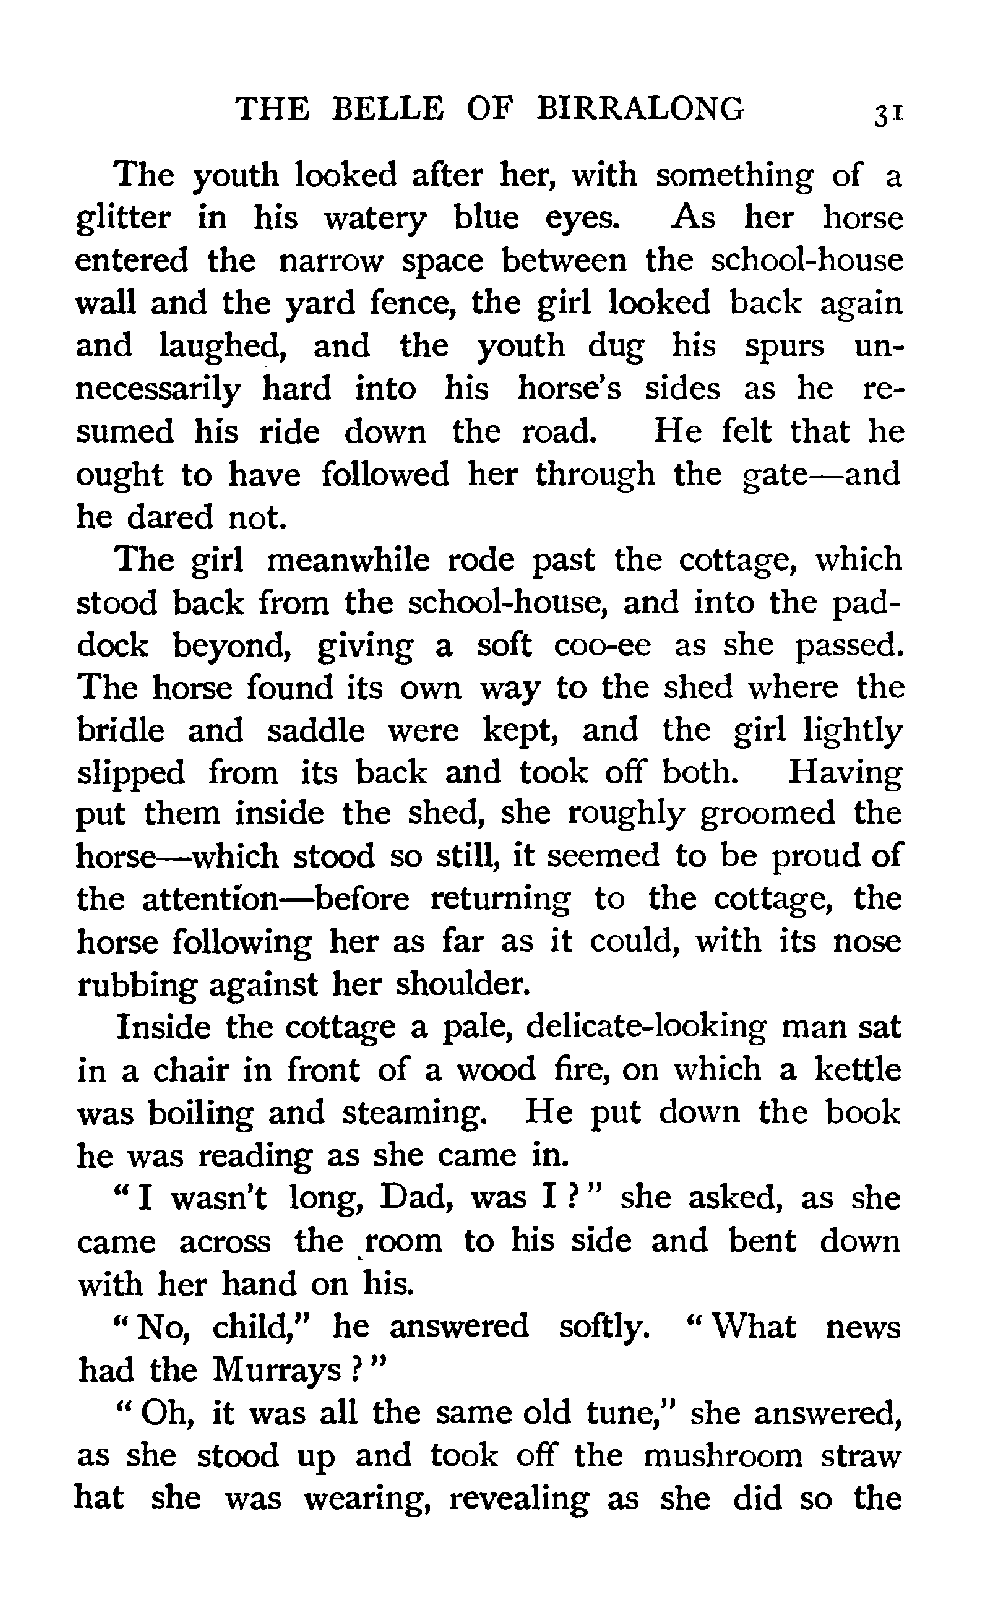 THE BELLE OF BIRRALONG 31
The youth looked after her, with something of a
glitter in his watery blue eyes. As her horse
entered the narrow space between the school-house
wall and the yard fence, the girl looked back again
and laughed, and the youth dug his spurs un-
necessarily hard into his horse's sides as he re-
sumed his ride down the road. He felt that he
ought to have followed her through the gate—and
he dared not.
The girl meanwhile rode past the cottage, which
stood back from the school-house, and into the pad-
dock beyond, giving a soft coo-ee as she passed.
The horse found its own way to the shed where the
bridle and saddle were kept, and the girl lightly
slipped from its back and took off both. Having
put them inside the shed, she roughly groomed the
horse—which stood so still, it seemed to be proud of
the attention—before returning to the cottage, the
horse following her as far as it could, with its nose
rubbing against her shoulder.
Inside the cottage a pale, delicate-looking man sat
in a chair in front of a wood fire, on which a kettle
was boiling and steaming. He put down the book
he was reading as she came in.
“I wasn't long, Dad, was I?” she asked, as she
came across the room to his side and bent down
with her hand on his.
“No, child,” he answered softly. “What news
had the Murrays?”
“Oh, it was all the same old tune,” she answered,
as she stood up and took off the mushroom straw
hat she was wearing, revealing as she did so the